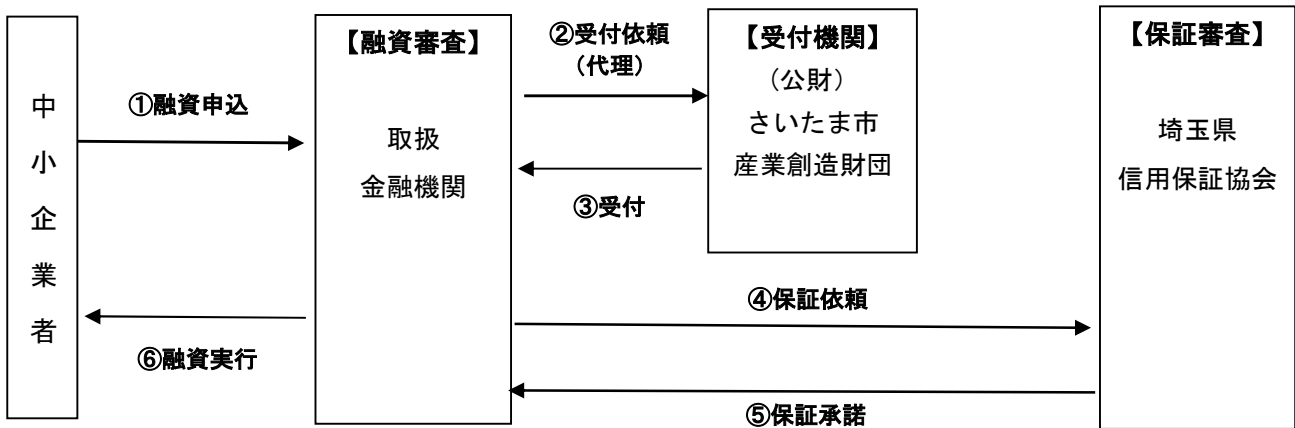 中
小
企
業
者
①融資申込
⑥融資実行
【融資審査】
取扱
金融機関
②受付依頼
（代理）
③受付
【受付機関】
（公財）
さいたま市
産業創造財団
④保証依頼
⑤保証承諾
【保証審査】
埼玉県
信用保証協会